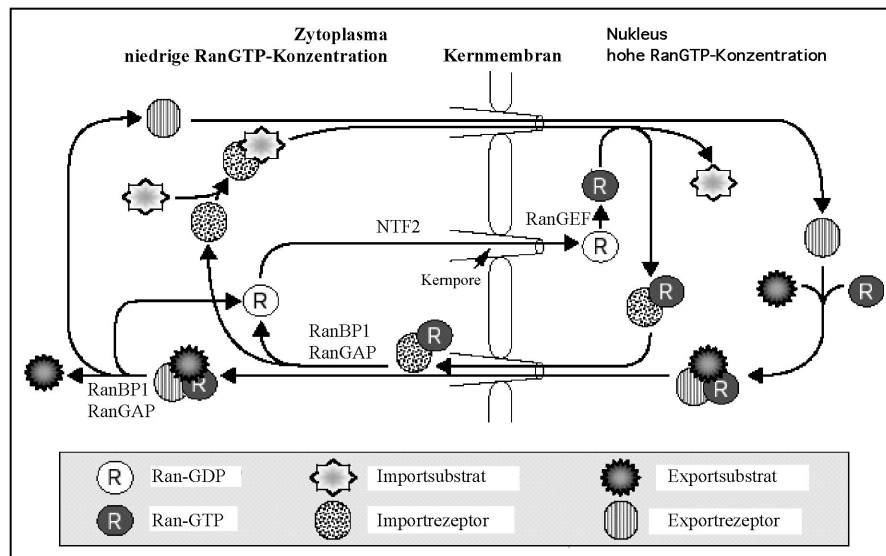 Zytoplasma
niedrige RanGTP-Konzentration
Kernmembran
Nukleus
hohe RanGTP-Konzentration
R
RanGEF
NTF2
R
Kernpore
R
R
R
RanBP1
RanGAP
R
R
RanBP1
RanGAP
R
R
R Ran-GDP
Importsubstrat
Exportsubstrat
R Ran-GTP
Importrezeptor
Exportrezeptor